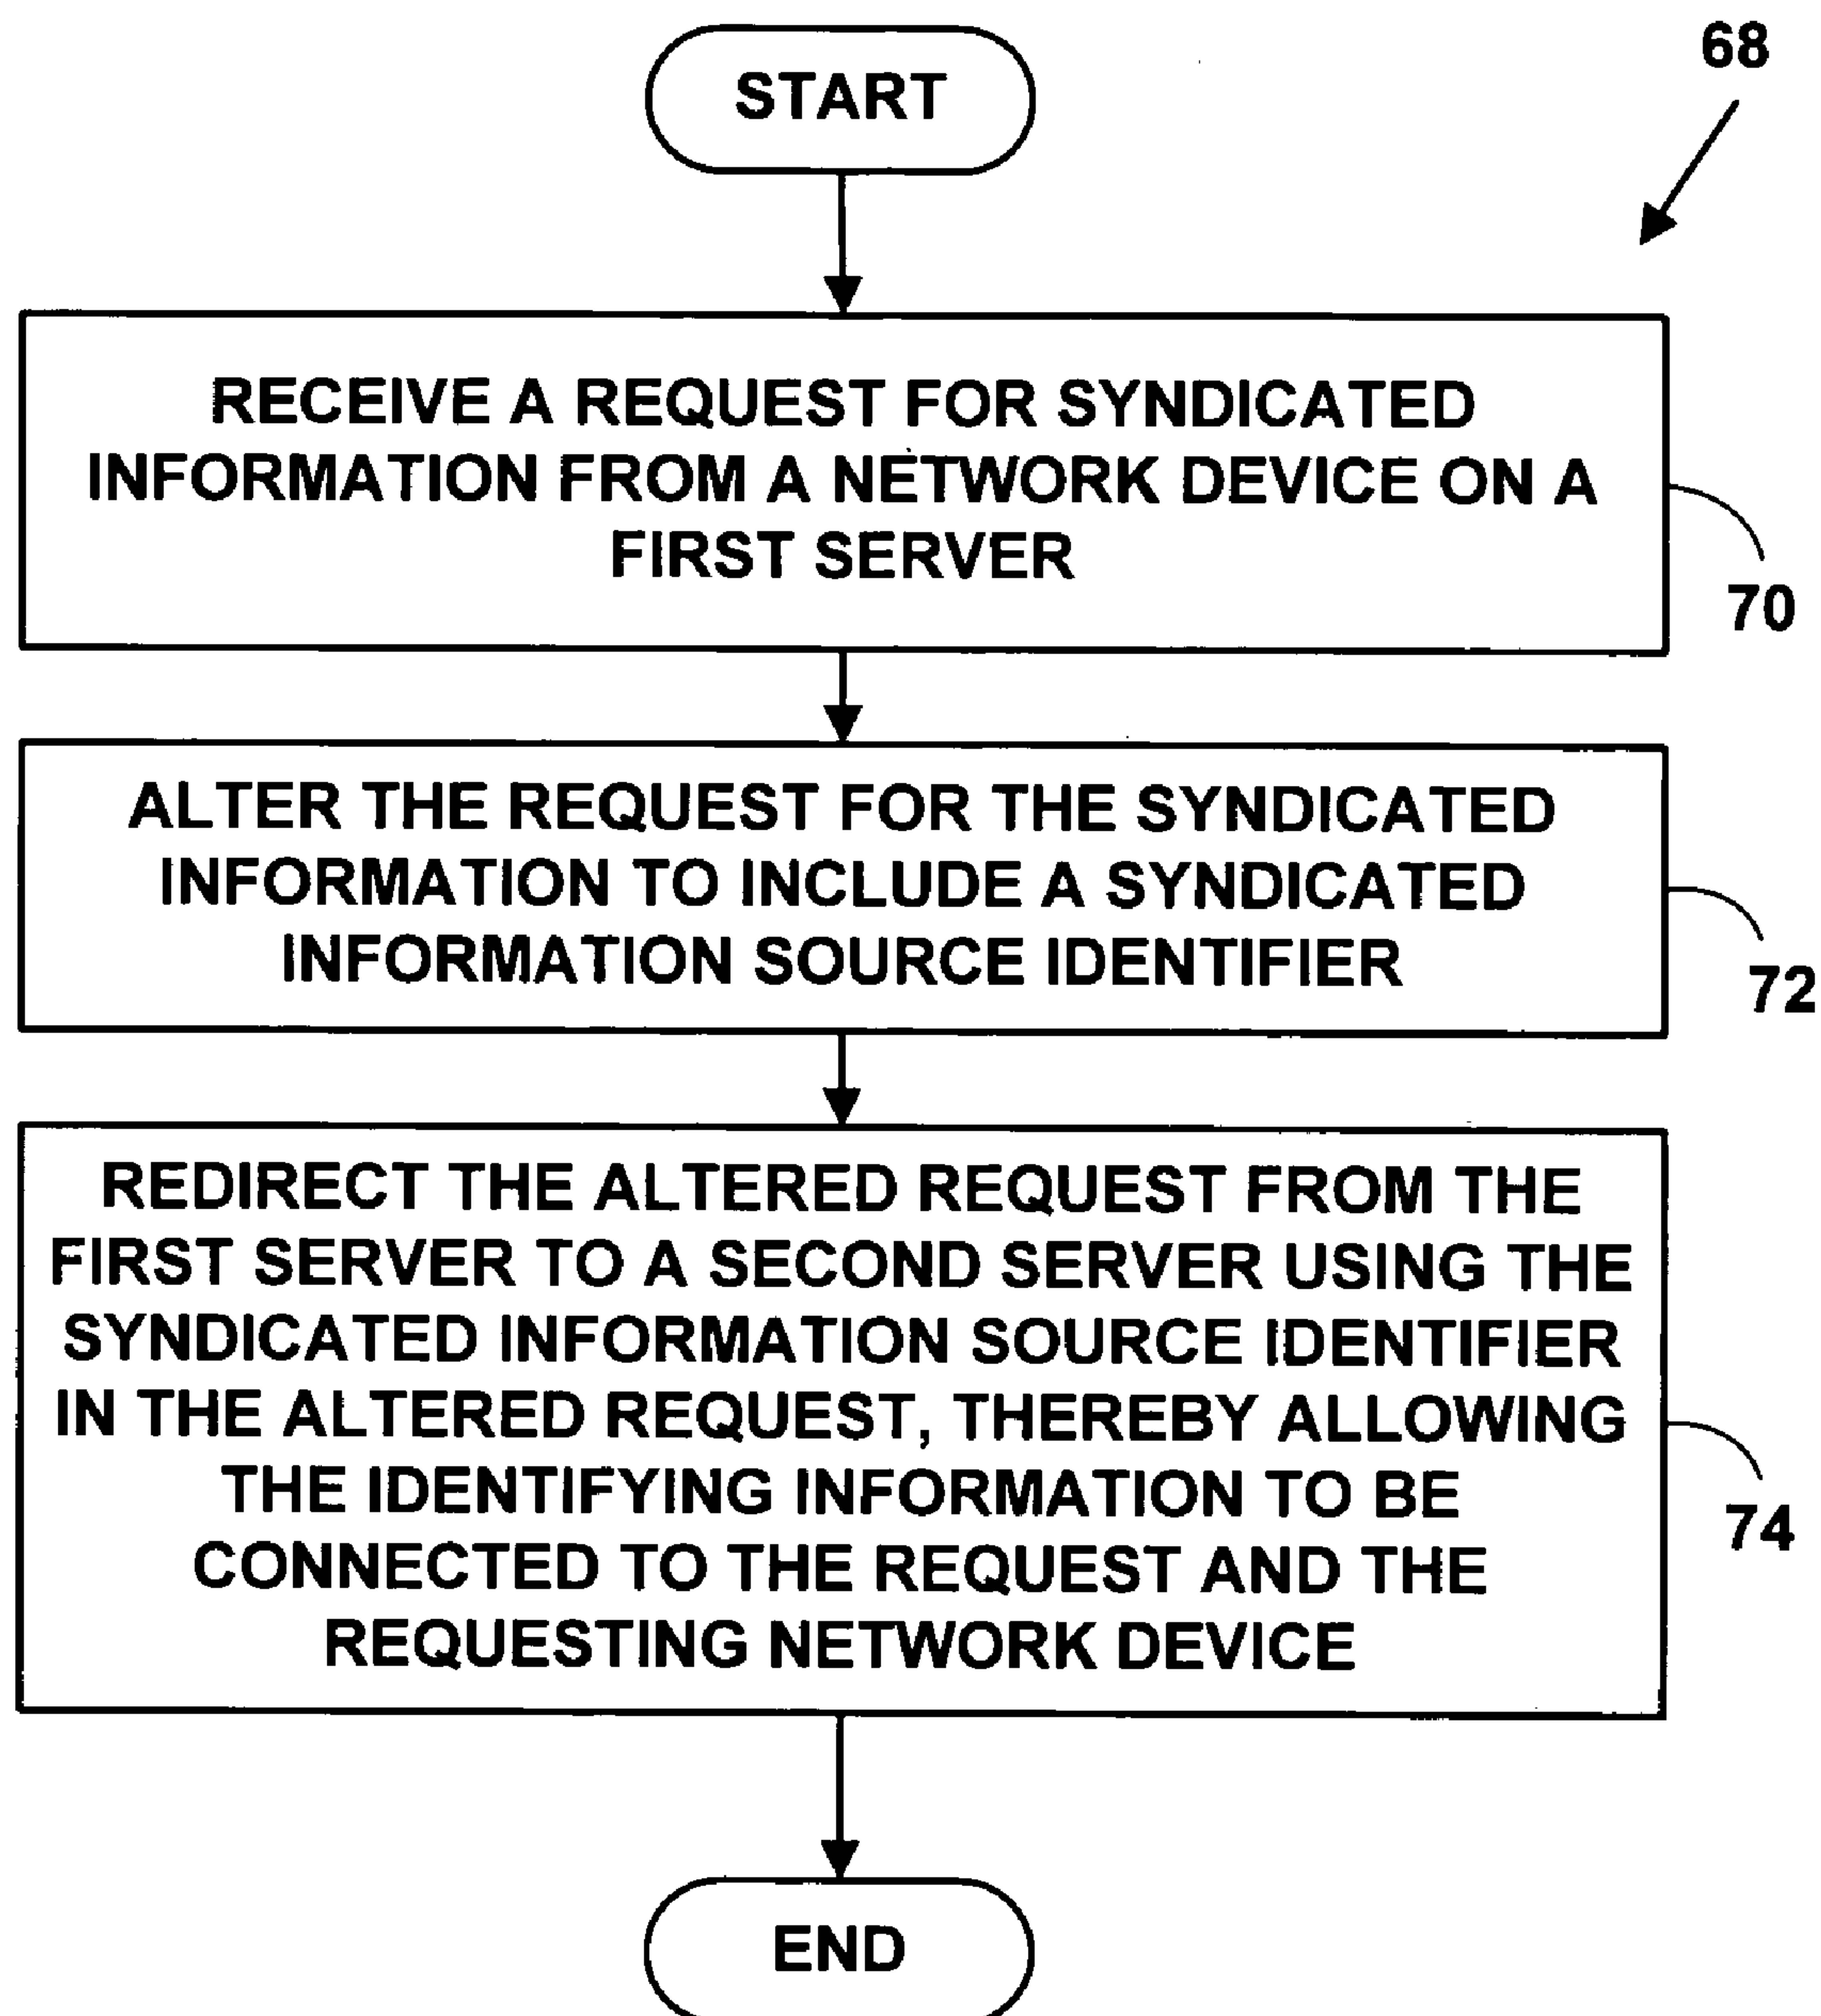 START
68
RECEIVE A REQUEST FOR SYNDICATED
INFORMATION FROM A NETWORK DEVICE ON A
FIRST SERVER
70
ALTER THE REQUEST FOR THE SYNDICATED
INFORMATION TO INCLUDE A SYNDICATED
INFORMATION SOURCE IDENTIFIER
72
REDIRECT THE ALTERED REQUEST FROM THE
FIRST SERVER TO A SECOND SERVER USING THE
SYNDICATED INFORMATION SOURCE IDENTIFIER
IN THE ALTERED REQUEST, THEREBY ALLOWING
THE IDENTIFYING INFORMATION TO BE
CONNECTED TO THE REQUEST AND THE
REQUESTING NETWORK DEVICE
74
END